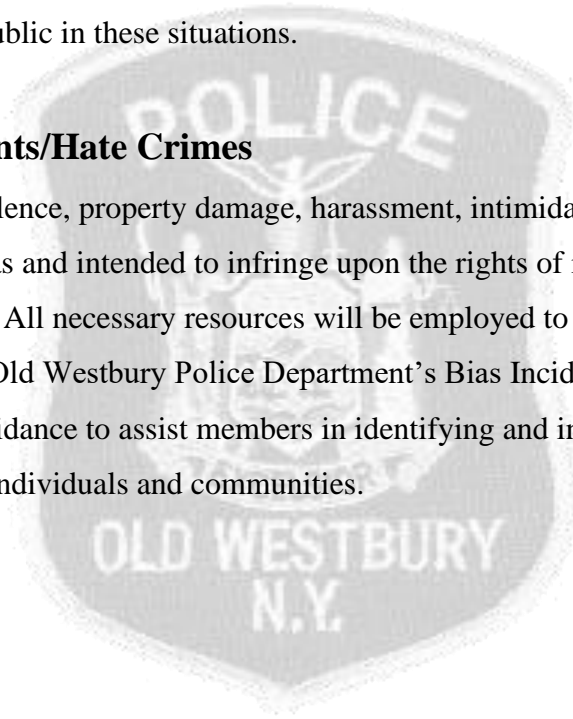 ublic in these situations.
nts/Hate Crimes
lence, property damage, harassment, intimida
as and intended to infringe upon the rights of
All necessary resources will be employed to
Old Westbury Police Department’s Bias Incid
idance to assist members in identifying and in
individuals and communities.
POLICE
OLD WESTBURY
N.Y.